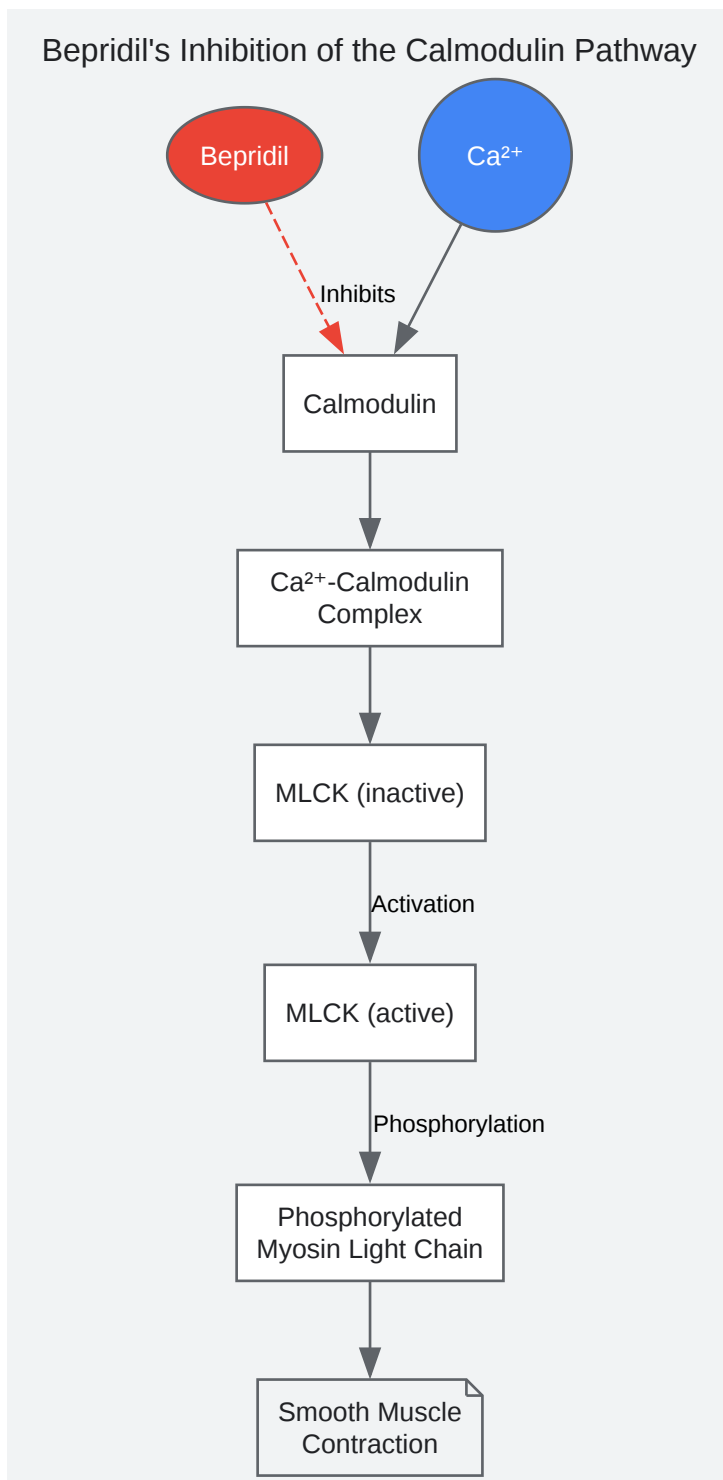 Bepridil's Inhibition of the Calmodulin Pathway
Bepridil
Ca²⁺
Inhibits
Calmodulin
Ca²⁺-Calmodulin
Complex
MLCK (inactive)
Activation
MLCK (active)
Phosphorylation
Phosphorylated
Myosin Light Chain
Smooth Muscle
Contraction